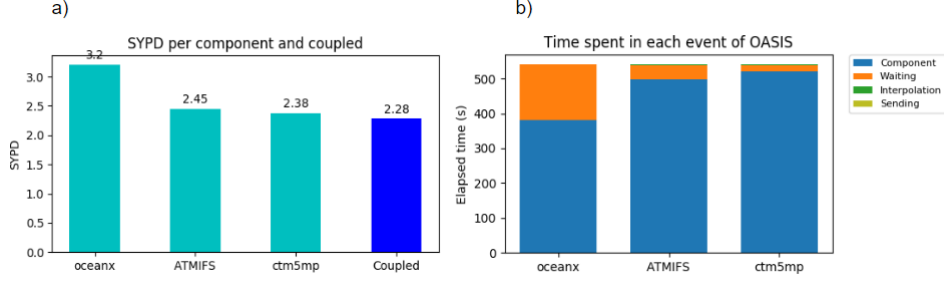 a)
b)
SYPD per component and coupled
3.2
2.45
2.38
2.28
3.0
2.5
2.0
1.5
1.0
0.5
0.0
SYPD
oceanx ATMIFS ctm5mp Coupled
Time spent in each event of OASIS
500
400
300
200
100
0
Elapsed time (s)
oceanx ATMIFS ctm5mp
Component
Waiting
Interpolation
Sending